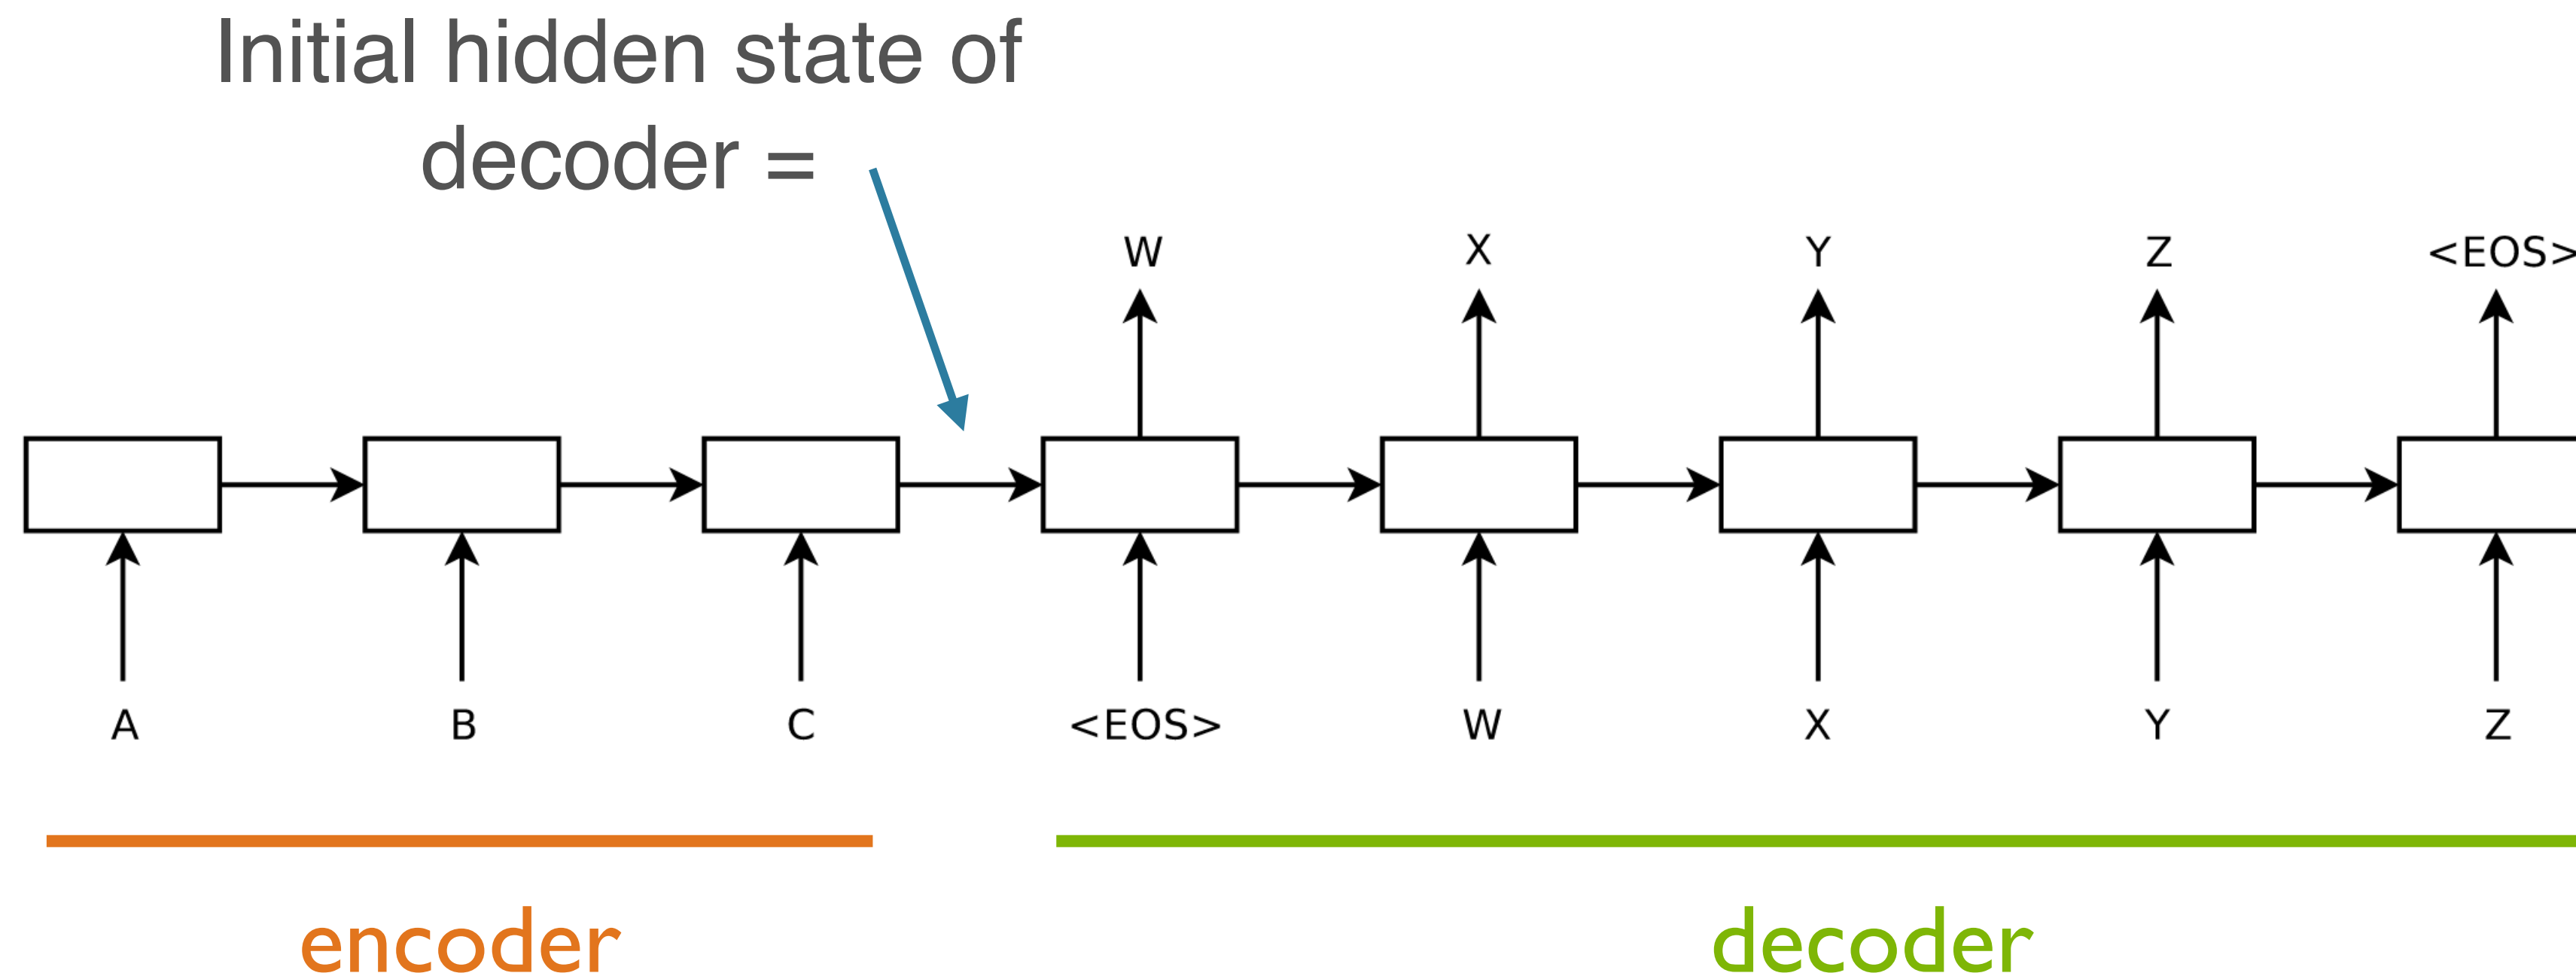 Initial hidden state of
decoder =
W X Y Z <EOS>
A B C <EOS> W X Y Z
encoder decoder